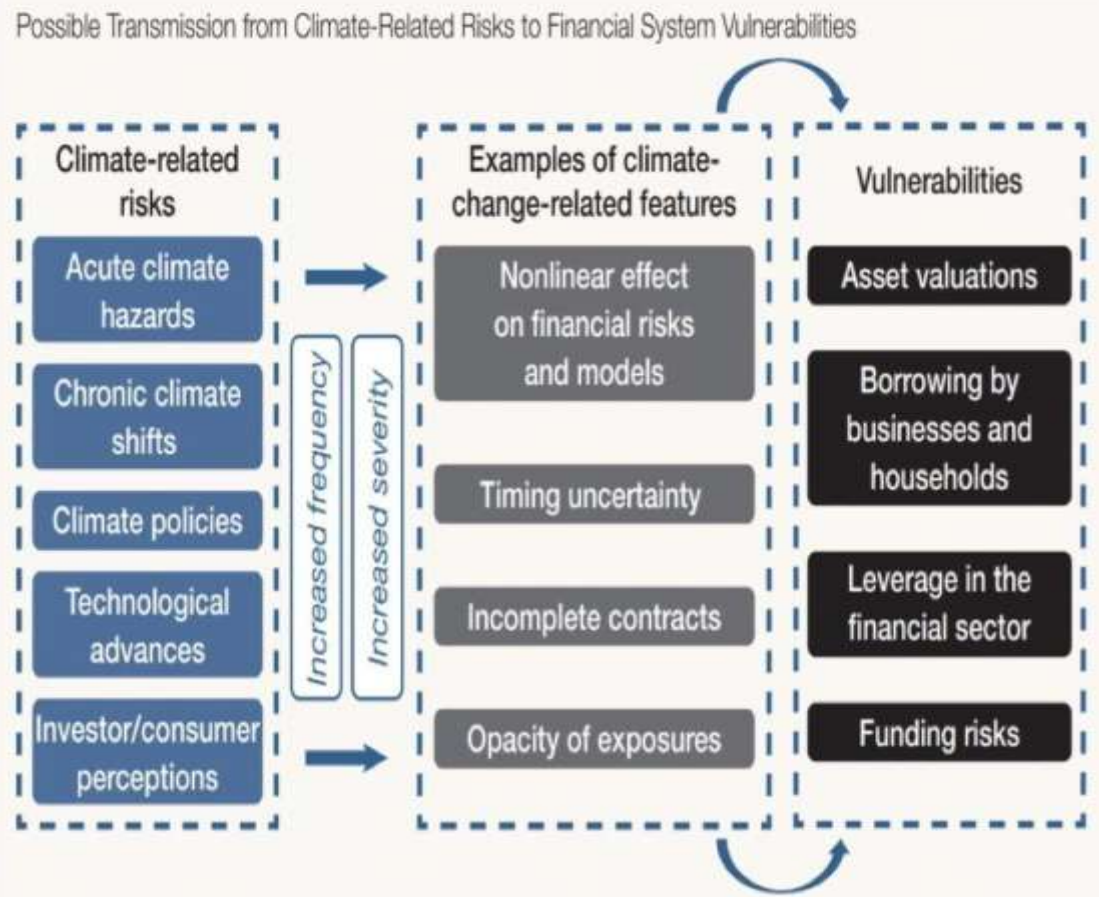 Possible Transmission from Climate-Related Risks to Financial System Vulnerabilities
Climate-related
risks
Acute climate
hazards
Chronic climate
shifts
Climate policies
Technological
advances
Investor/consumer
perceptions
Increased frequency
Increased severity
Examples of climate-
change-related features
Nonlinear effect
on financial risks
and models
Timing uncertainty
Incomplete contracts
Opacity of exposures
Vulnerabilities
Asset valuations
Borrowing by
businesses and
households
Leverage in the
financial sector
Funding risks